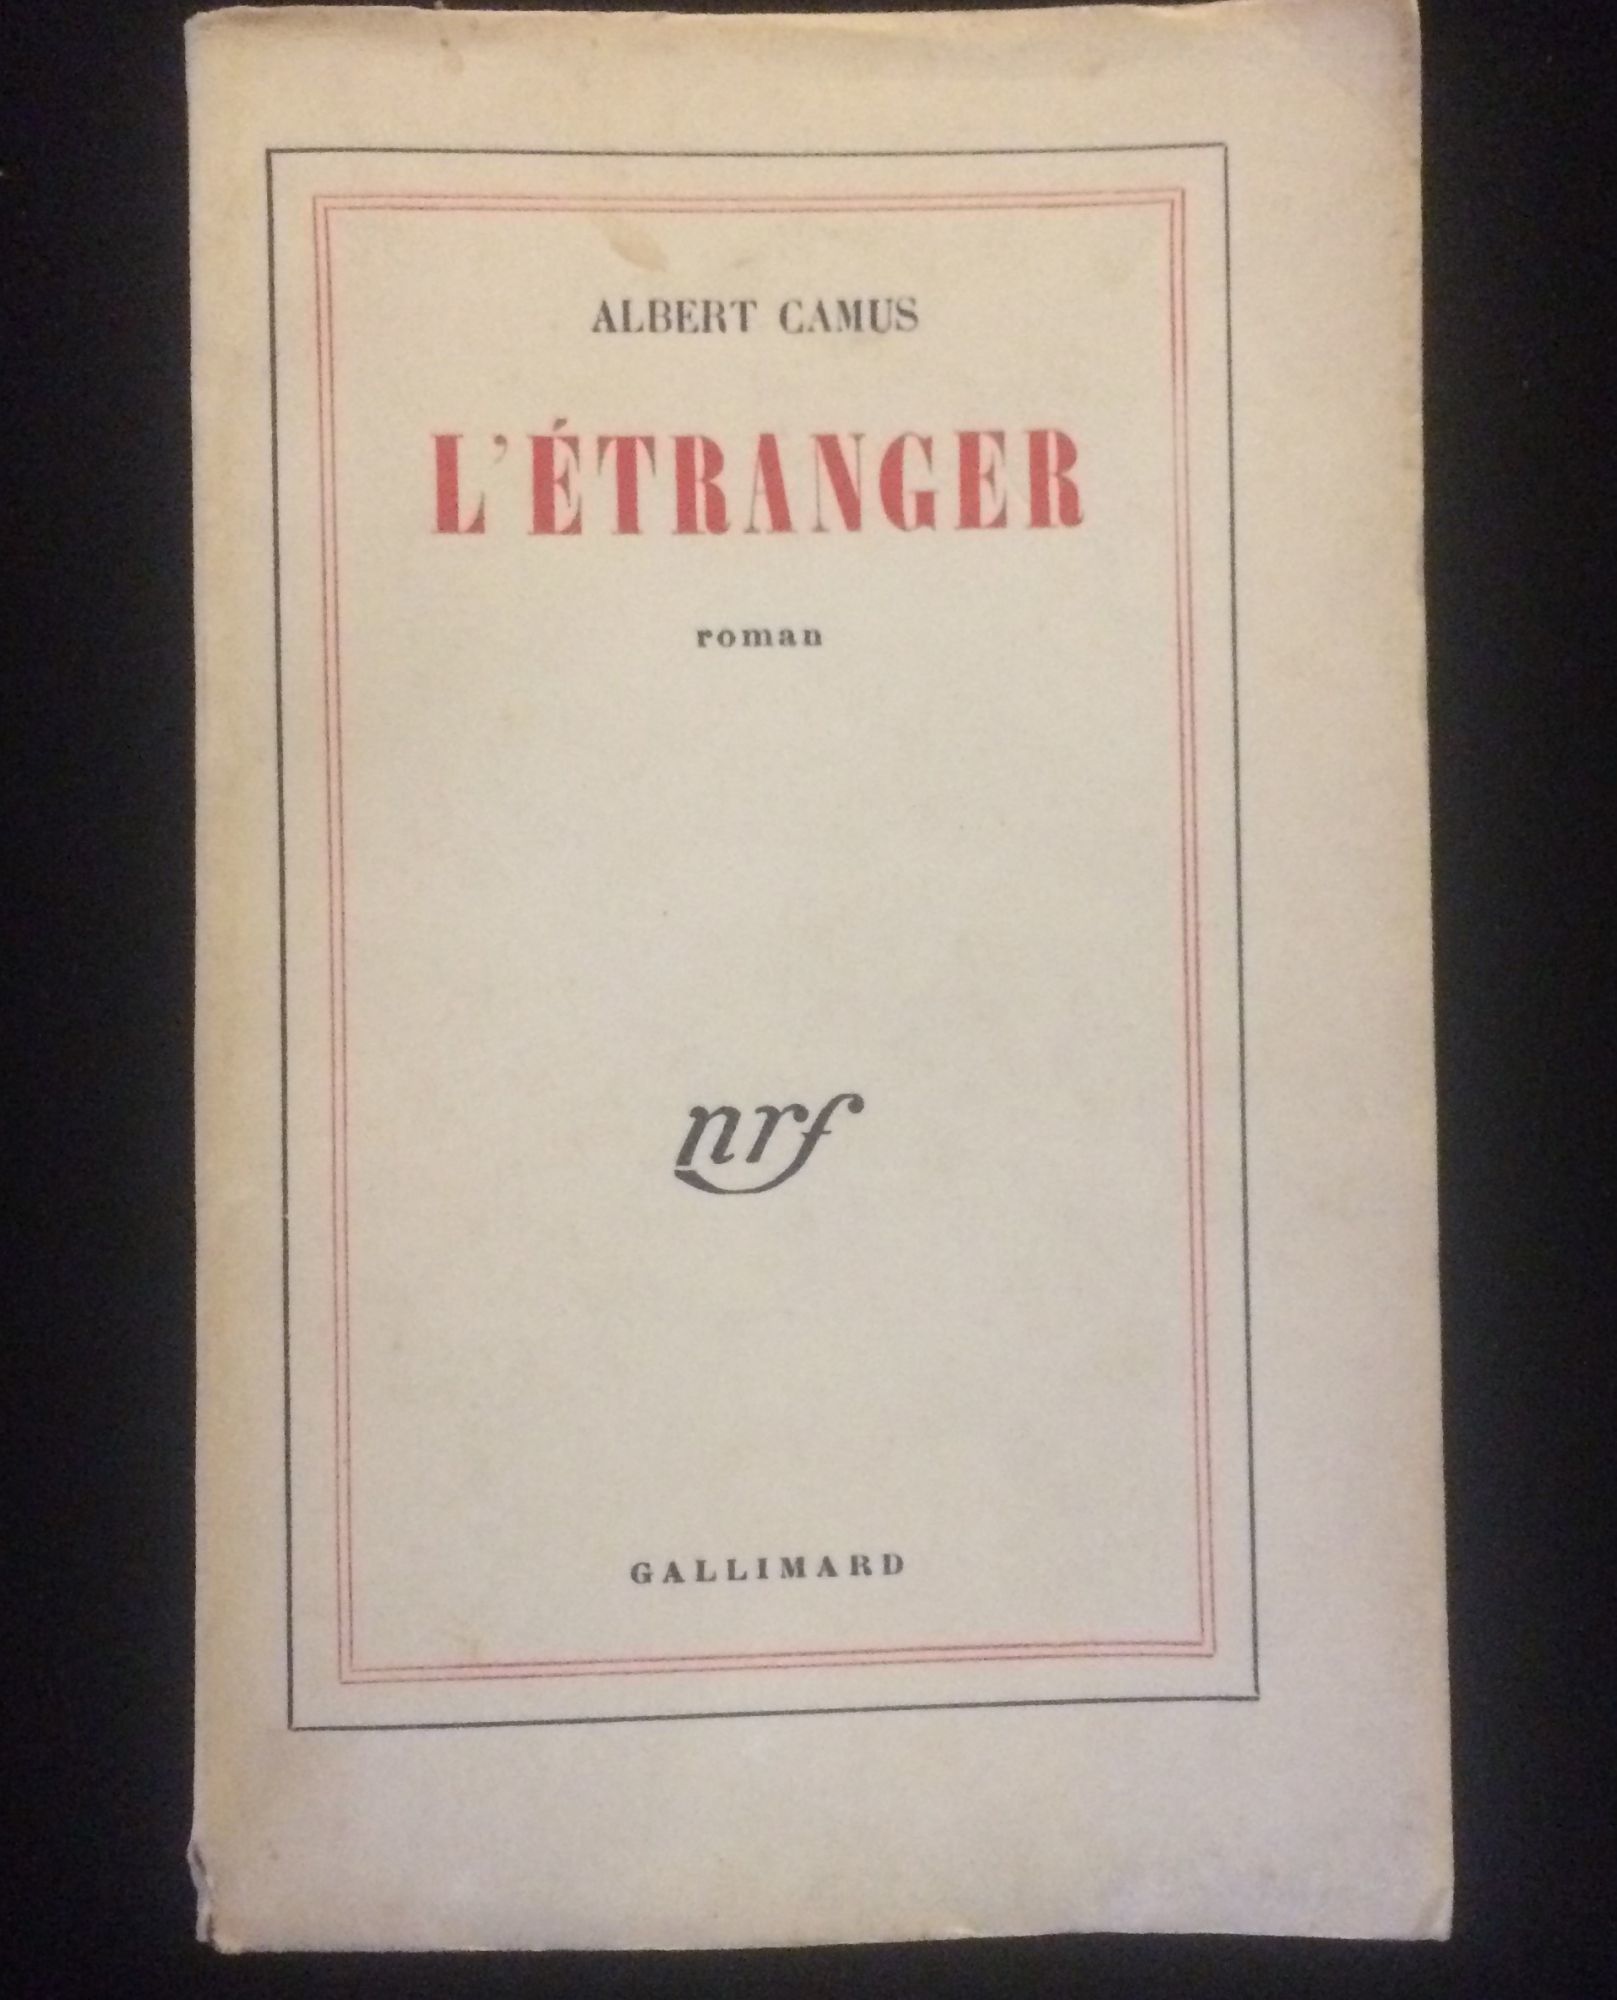 ALBERT CAMUS
L'ÉTRANGER
roman
nrf
GALLIMARD